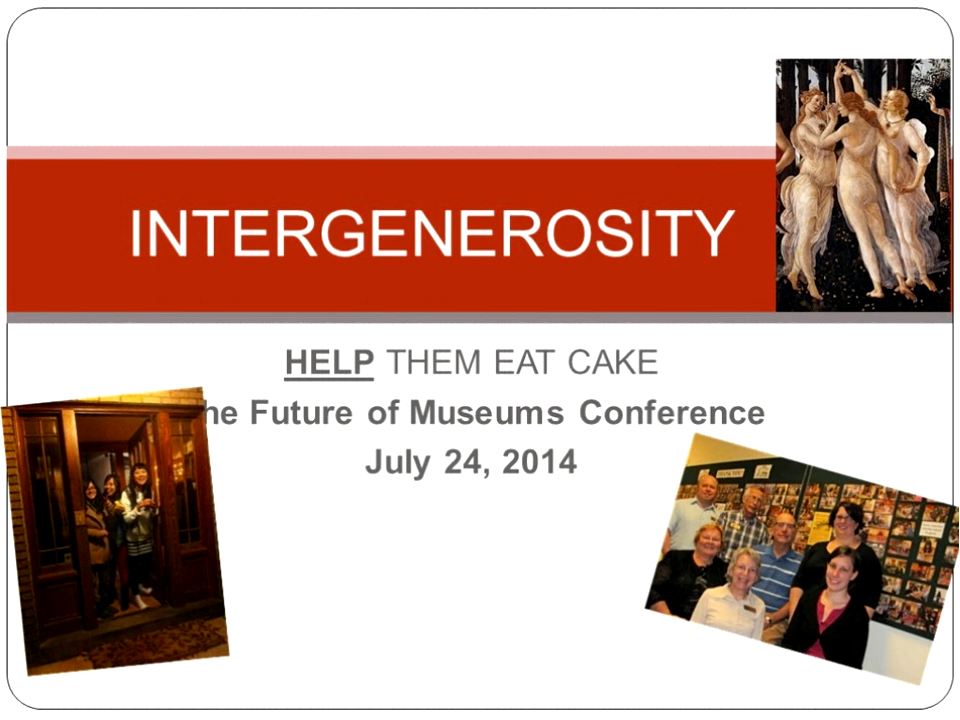 INTERGENEROSITY
HELP THEM EAT CAKE
he Future of Museums Conference
July 24, 2014